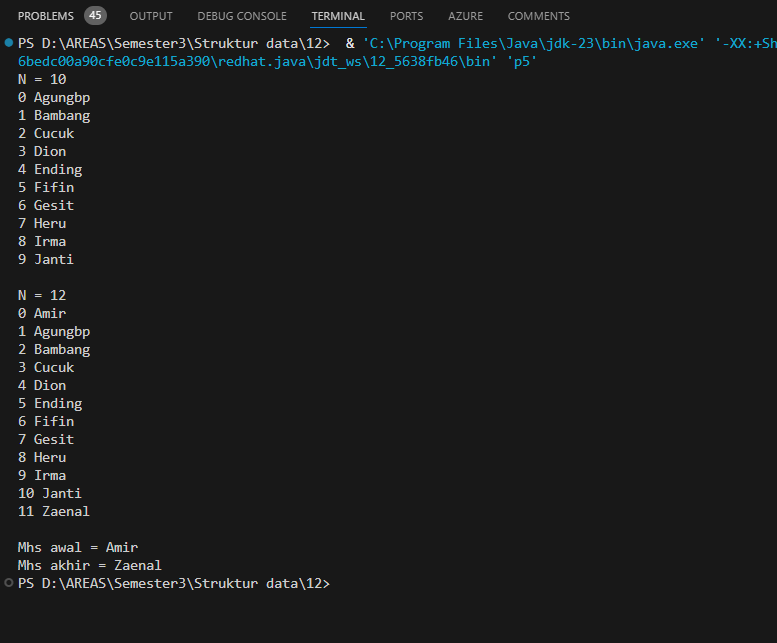 PROBLEMS 45 OUTPUT DEBUG CONSOLE TERMINAL PORTS AZURE COMMENTS
PS D:\AREAS\Semester3\Struktur data\12>  & 'C:\Program Files\Java\jdk-23\bin\java.exe' '-XX:+Sh
6bedc00a90cfe0c9e115a390\redhat.java\jdt_ws\12_5638fb46\bin' 'p5'
N = 10
0 Agungbp
1 Bambang
2 Cucuk
3 Dion
4 Ending
5 Fifin
6 Gesit
7 Heru
8 Irma
9 Janti
N = 12
0 Amir
1 Agungbp
2 Bambang
3 Cucuk
4 Dion
5 Ending
6 Fifin
7 Gesit
8 Heru
9 Irma
10 Janti
11 Zaenal
Mhs awal = Amir
Mhs akhir = Zaenal
PS D:\AREAS\Semester3\Struktur data\12>